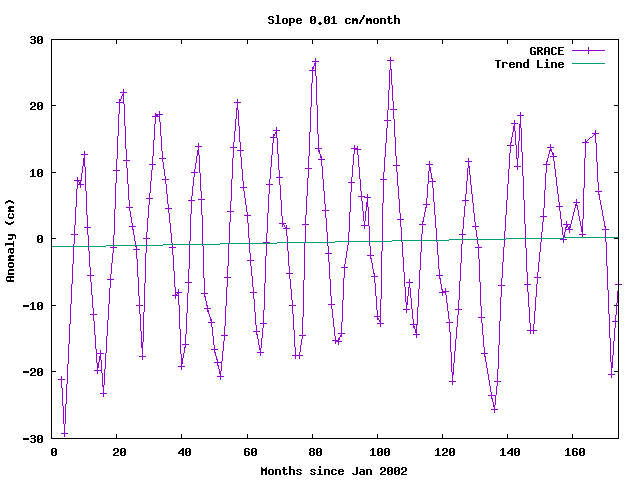 Slope 0.01 cm/month
GRACE
Trend Line
30
20
10
0
-10
-20
-30
Anomaly (cm)
0 20 40 60 80 100 120 140 160
Months since Jan 2002